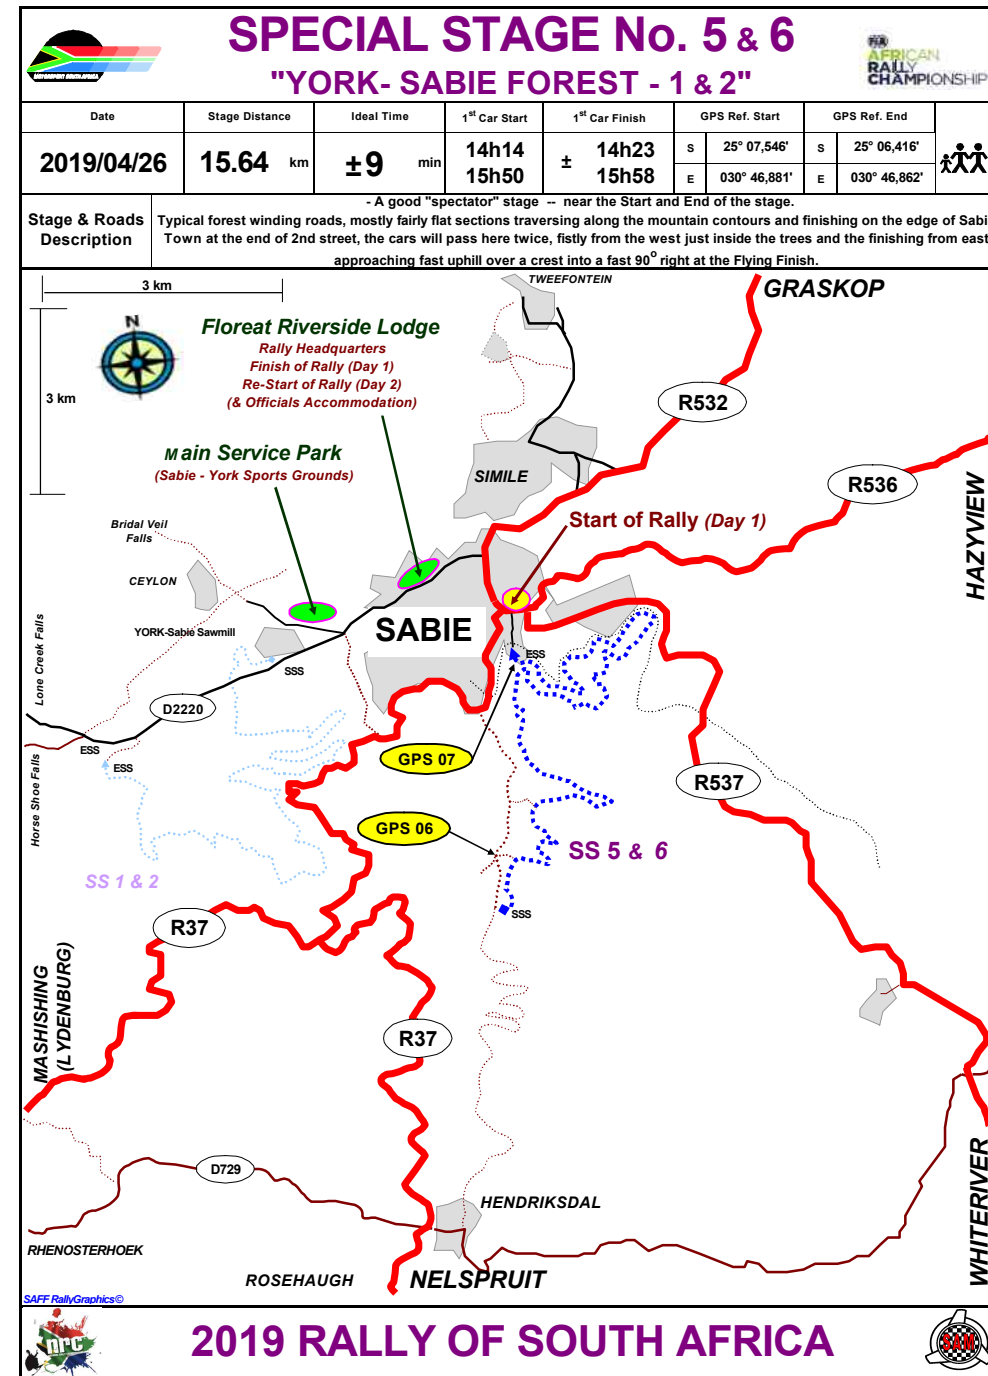 SPECIAL STAGE No. 5 & 6
"YORK- SABIE FOREST - 1 & 2"
MOTORSPORT SOUTH AFRICA
FIA
AFRICAN
RALLY
CHAMPIONSHIP
Date
Stage Distance
Ideal Time
1st Car Start
1st Car Finish
GPS Ref. Start
GPS Ref. End
2019/04/26
15.64 km
±9 min
14h14
15h50
±
14h23
15h58
S 25° 07,546'
E 030° 46,881'
S 25° 06,416'
E 030° 46,862'
Stage & Roads
Description
- A good "spectator" stage -- near the Start and End of the stage.
Typical forest winding roads, mostly fairly flat sections traversing along the mountain contours and finishing on the edge of Sabi
Town at the end of 2nd street, the cars will pass here twice, fistly from the west just inside the trees and the finishing from east
approaching fast uphill over a crest into a fast 90° right at the Flying Finish.
3 km
3 km
N
TWEEFONTEIN
GRASKOP
Floreat Riverside Lodge
Rally Headquarters
Finish of Rally (Day 1)
Re-Start of Rally (Day 2)
(& Officials Accommodation)
R532
Main Service Park
(Sabie - York Sports Grounds)
SIMILE
R536
HAZYVIEW
Start of Rally (Day 1)
Bridal Veil
Falls
CEYLON
YORK-Sabie Sawmill
SABIE
Lone Creek Falls
SSS
ESS
D2220
ESS
ESS
Horse Shoe Falls
GPS 07
R537
GPS 06
SS 5 & 6
SS 1 & 2
SSS
R37
MASHISHING
(LYDENBURG)
R37
D729
HENDRIKSDAL
WHITERIVER
RHENOSTERHOEK
ROSEHAUGH
NELSPRUIT
SAFF RallyGraphics©
nrc
2019 RALLY OF SOUTH AFRICA
SAM